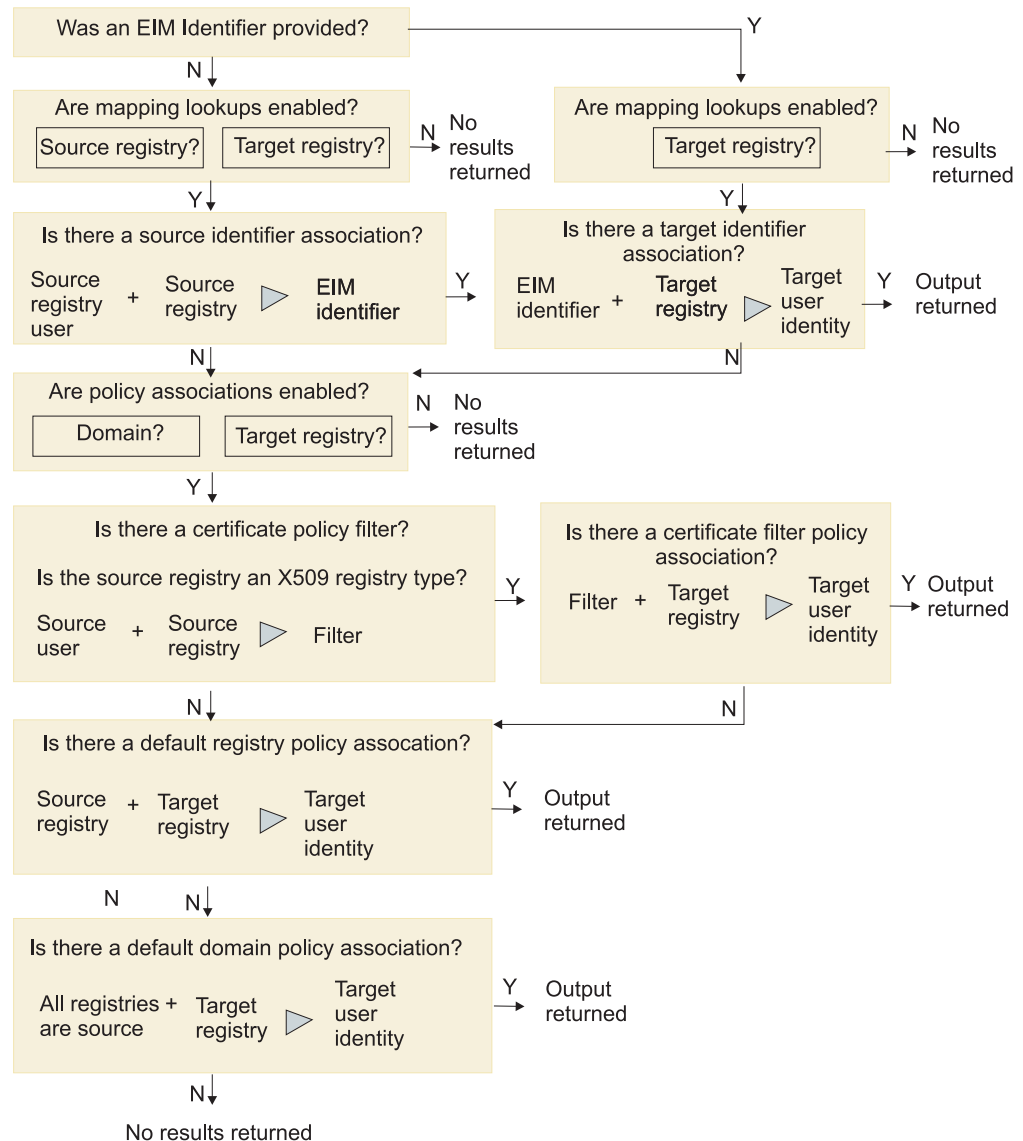 Was an EIM Identifier provided?
Y
N
Are mapping lookups enabled?
Source registry?
Target registry?
N
No
results
returned
Are mapping lookups enabled?
Target registry?
N
No
results
returned
Y
Y
Is there a source identifier association?
Source
registry
user
+
Source
registry
EIM
identifier
Y
Is there a target identifier
association?
EIM
identifier
+
Target
registry
Target
user
identity
Y
Output
returned
N
N
Are policy associations enabled?
Domain?
Target registry?
N
No
results
returned
Y
Is there a certificate policy filter?
Is the source registry an X509 registry type?
Source
user
+
Source
registry
Filter
Y
Is there a certificate filter policy
association?
Filter
+
Target
registry
Target
user
identity
Y
Output
returned
N
N
Is there a default registry policy assocation?
Source
registry
+
Target
registry
Target
user
identity
Y
Output
returned
N
N
Is there a default domain policy association?
All registries +
are source
Target
registry
Target
user
identity
Y
Output
returned
N
No results returned